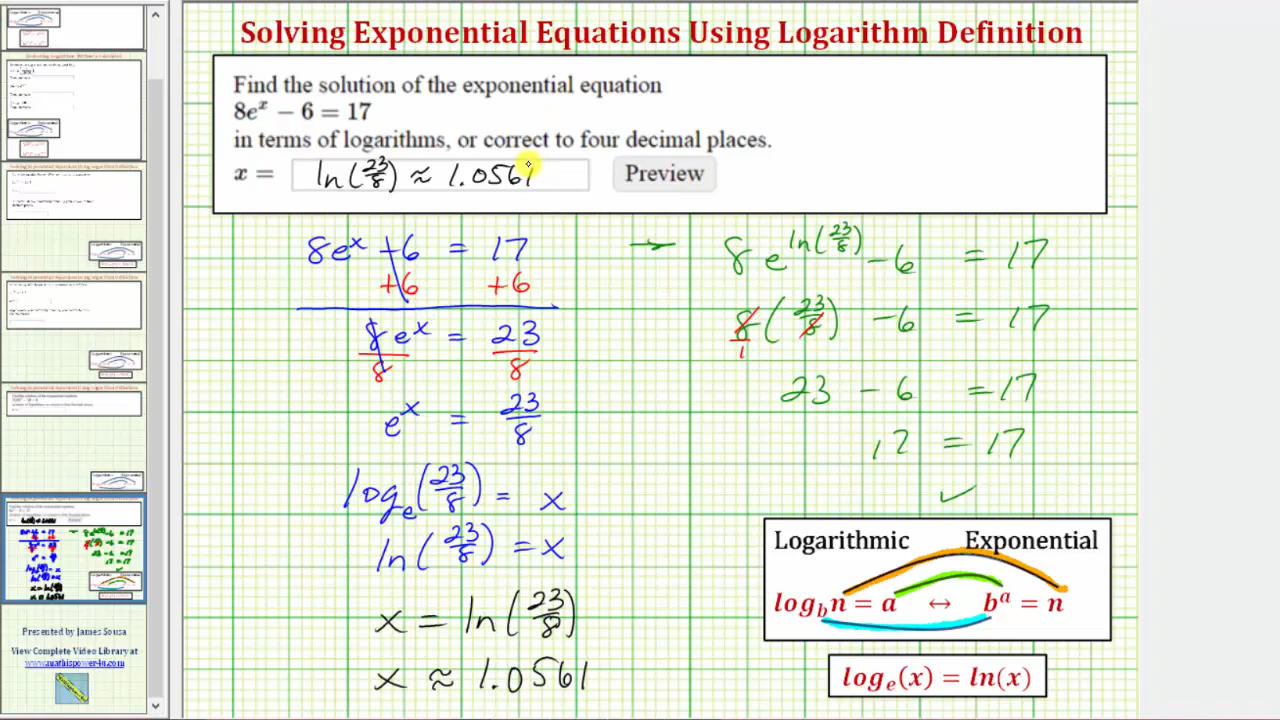 Solving Exponential Equations Using Logarithm Definition
Find the solution of the exponential equation
8e^x − 6 = 17
in terms of logarithms, or correct to four decimal places.
x = ln(23/8) ≈ 1.0561 Preview
8e^x +6 = 17
+6 +6
8e^x = 23
8 8
e^x = 23/8
log_e(23/8) = x
ln(23/8) = x
x = ln(23/8)
x ≈ 1.0561
→ 8e^ln(23/8) −6 = 17
8(23/8) −6 = 17
1
23 − 6 = 17
17 = 17
✓
Logarithmic Exponential
log_b n = a ↔ b^a = n
log_e(x) = ln(x)
Presented by James Sousa
View Complete Video Library at
www.mathispower4u.com